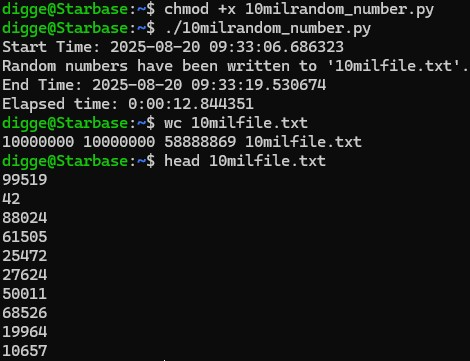 digge@Starbase:~$ chmod +x 10milrandom_number.py
digge@Starbase:~$ ./10milrandom_number.py
Start Time: 2025-08-20 09:33:06.686323
Random numbers have been written to '10milfile.txt'.
End Time: 2025-08-20 09:33:19.530674
Elapsed time: 0:00:12.844351
digge@Starbase:~$ wc 10milfile.txt
10000000 10000000 58888869 10milfile.txt
digge@Starbase:~$ head 10milfile.txt
99519
42
88024
61505
25472
27624
50011
68526
19964
10657